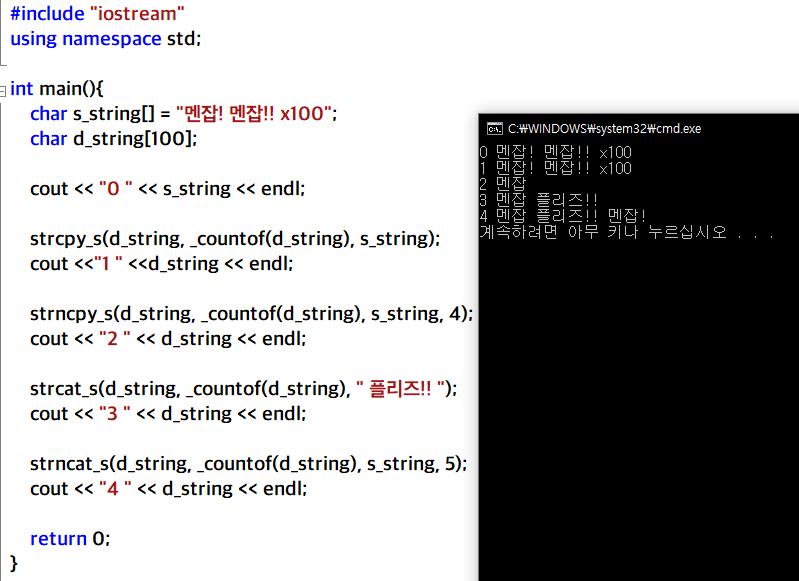 #include "iostream"
using namespace std;
int main(){
char s_string[] = "멘잡! 멘잡!! x100";
char d_string[100];
cout << "0 " << s_string << endl;
strcpy_s(d_string, _countof(d_string), s_string);
cout <<"1 " <<d_string << endl;
strncpy_s(d_string, _countof(d_string), s_string, 4);
cout << "2 " << d_string << endl;
strcat_s(d_string, _countof(d_string), " 플리즈!! ");
cout << "3 " << d_string << endl;
strncat_s(d_string, _countof(d_string), s_string, 5);
cout << "4 " << d_string << endl;
return 0;
}
C:₩WINDOWS₩system32₩cmd.exe
0 멘잡! 멘잡!! x100
1 멘잡! 멘잡!! x100
2 멘잡
3 멘잡 플리즈!!
4 멘잡 플리즈!! 멘잡!
계속하려면 아무 키나 누르십시오 . . .